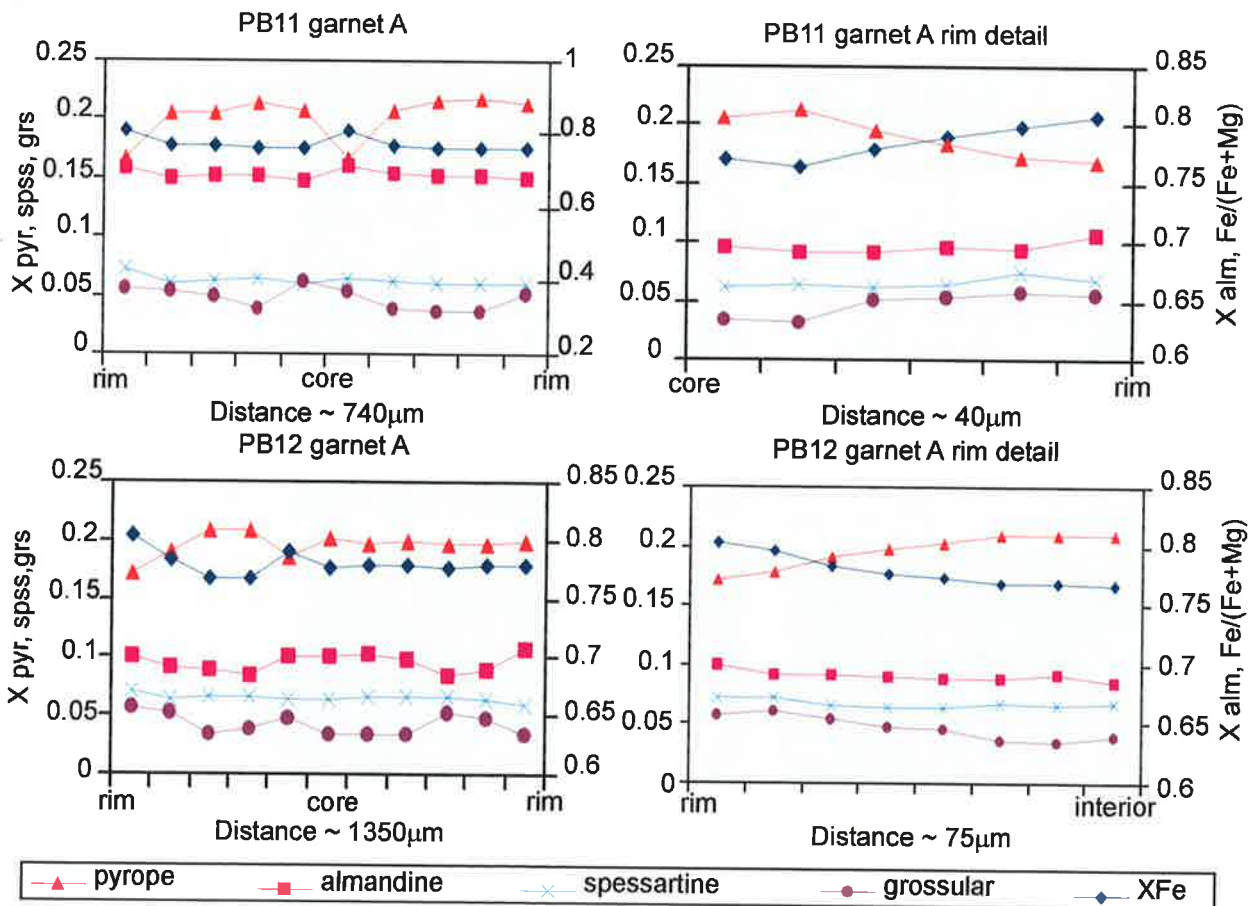 PB11 garnet A
0.25
0.2
0.15
0.1
0.05
0
X pyr, spss, grs
1
0.8
0.6
0.4
0.2
rim
core
rim
Distance ~ 740µm
PB11 garnet A rim detail
0.25
0.2
0.15
0.1
0.05
0
0.85
0.8
0.75
0.7
0.65
0.6
X alm, Fe/(Fe+Mg)
core
rim
Distance ~ 40µm
PB12 garnet A
0.25
0.2
0.15
0.1
0.05
0
X pyr, spss,grs
0.85
0.8
0.75
0.7
0.65
0.6
rim
core
rim
Distance ~ 1350µm
PB12 garnet A rim detail
0.25
0.2
0.15
0.1
0.05
0
0.85
0.8
0.75
0.7
0.65
0.6
X alm, Fe/(Fe+Mg)
rim
interior
Distance ~ 75µm
pyrope almandine spessartine grossular XFe